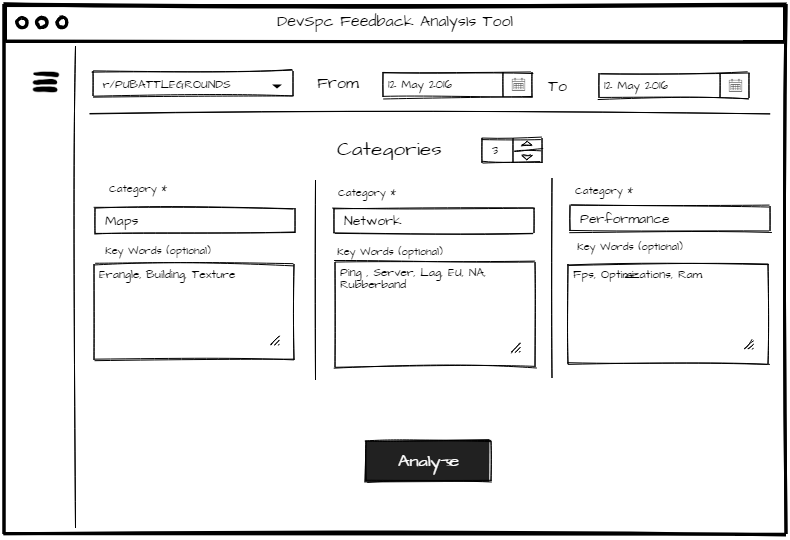 DevSpc Feedback Analysis Tool
r/PUBATTLEGROUNDS
From
12 May 2016
To
12 May 2016
Categories
3
Category *
Maps
Key Words (optional)
Erangle, Building, Texture
Category *
Network
Key Words (optional)
Ping , Server, Lag, EU, NA,
Rubberband
Category *
Performance
Key Words (optional)
Fps, Optimizations, Ram
Analyze